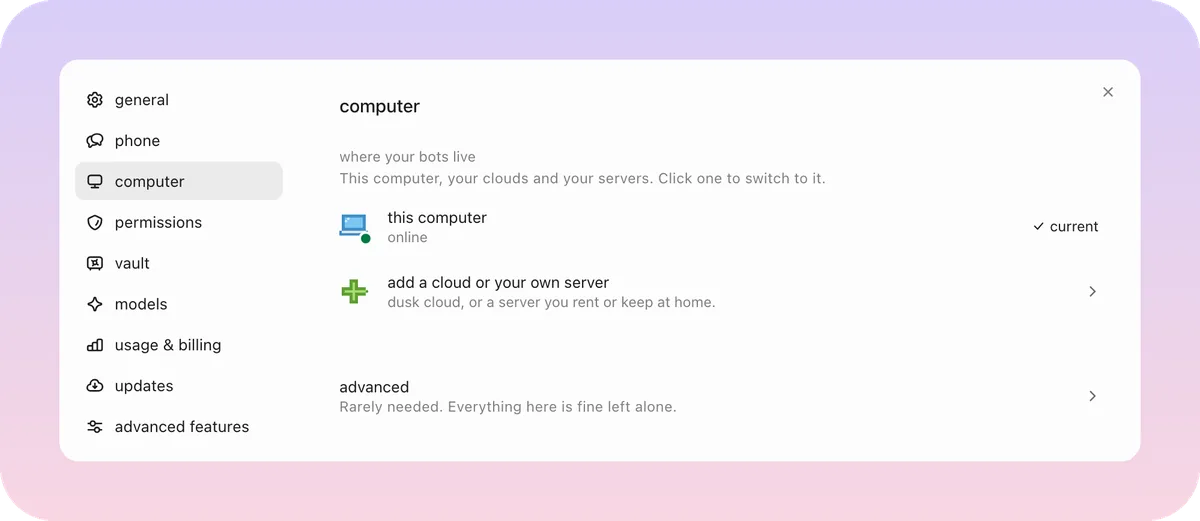 general
phone
computer
permissions
vault
models
usage & billing
updates
advanced features
computer
where your bots live
This computer, your clouds and your servers. Click one to switch to it.
this computer
online
current
add a cloud or your own server
dusk cloud, or a server you rent or keep at home.
advanced
Rarely needed. Everything here is fine left alone.